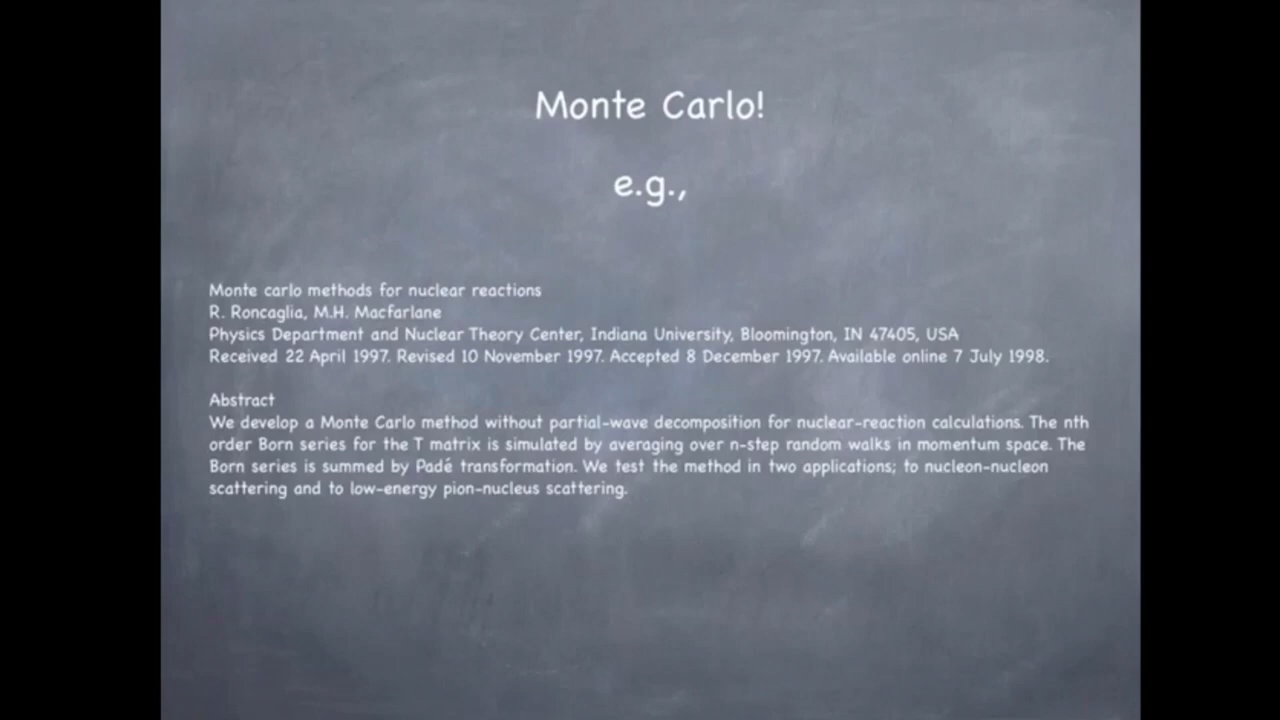 Monte Carlo!
e.g.,
Monte carlo methods for nuclear reactions
R. Roncaglia, M.H. Macfarlane
Physics Department and Nuclear Theory Center, Indiana University, Bloomington, IN 47405, USA
Received 22 April 1997. Revised 10 November 1997. Accepted 8 December 1997. Available online 7 July 1998.
Abstract
We develop a Monte Carlo method without partial-wave decomposition for nuclear-reaction calculations. The nth
order Born series for the T matrix is simulated by averaging over n-step random walks in momentum space. The
Born series is summed by Padé transformation. We test the method in two applications; to nucleon-nucleon
scattering and to low-energy pion-nucleus scattering.